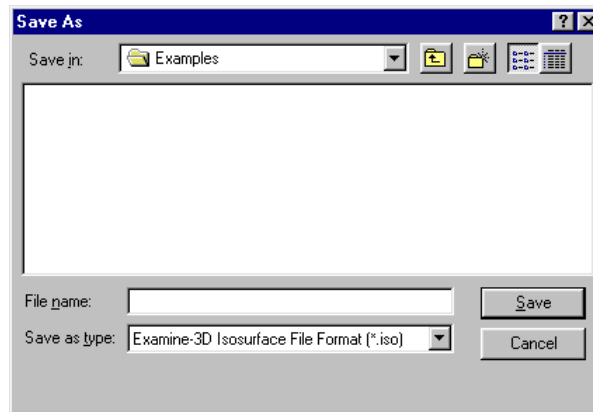 Save As
Save in: Examples
File name:
Save
Save as type: Examine-3D Isosurface File Format (*.iso)
Cancel